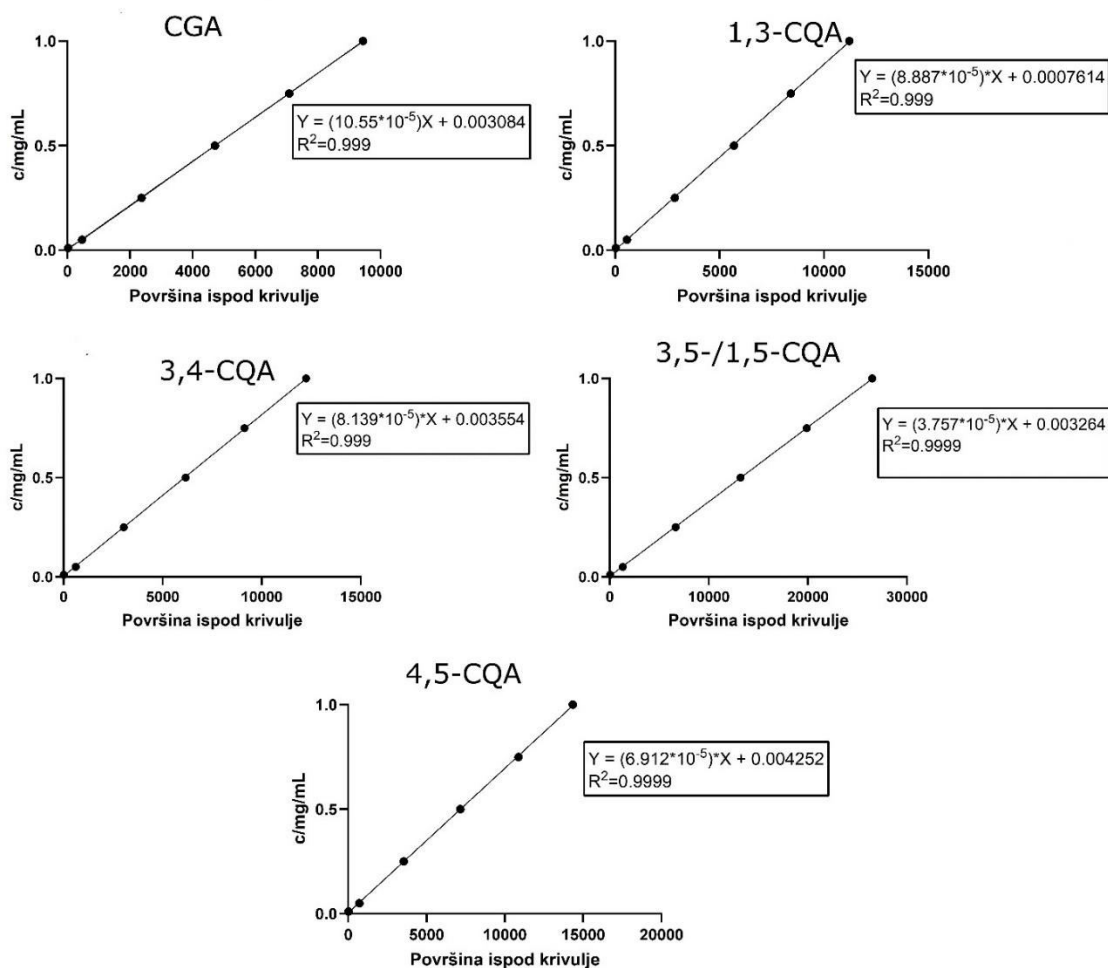 CGA
1.0
0.5
0.0
c/mg/mL
Y = (10.55*10-5)X + 0.003084
R2=0.999
0 2000 4000 6000 8000 10000
Površina ispod krivulje
1,3-CQA
1.0
0.5
0.0
c/mg/mL
Y = (8.887*10-5)*X + 0.0007614
R2=0.999
0 5000 10000 15000
Površina ispod krivulje
3,4-CQA
1.0
0.5
0.0
c/mg/mL
Y = (8.139*10-5)*X + 0.003554
R2=0.999
0 5000 10000 15000
Površina ispod krivulje
3,5-/1,5-CQA
1.0
0.5
0.0
c/mg/mL
Y = (3.757*10-5)*X + 0.003264
R2=0.9999
0 10000 20000 30000
Površina ispod krivulje
4,5-CQA
1.0
0.5
0.0
c/mg/mL
Y = (6.912*10-5)*X + 0.004252
R2=0.9999
0 5000 10000 15000 20000
Površina ispod krivulje